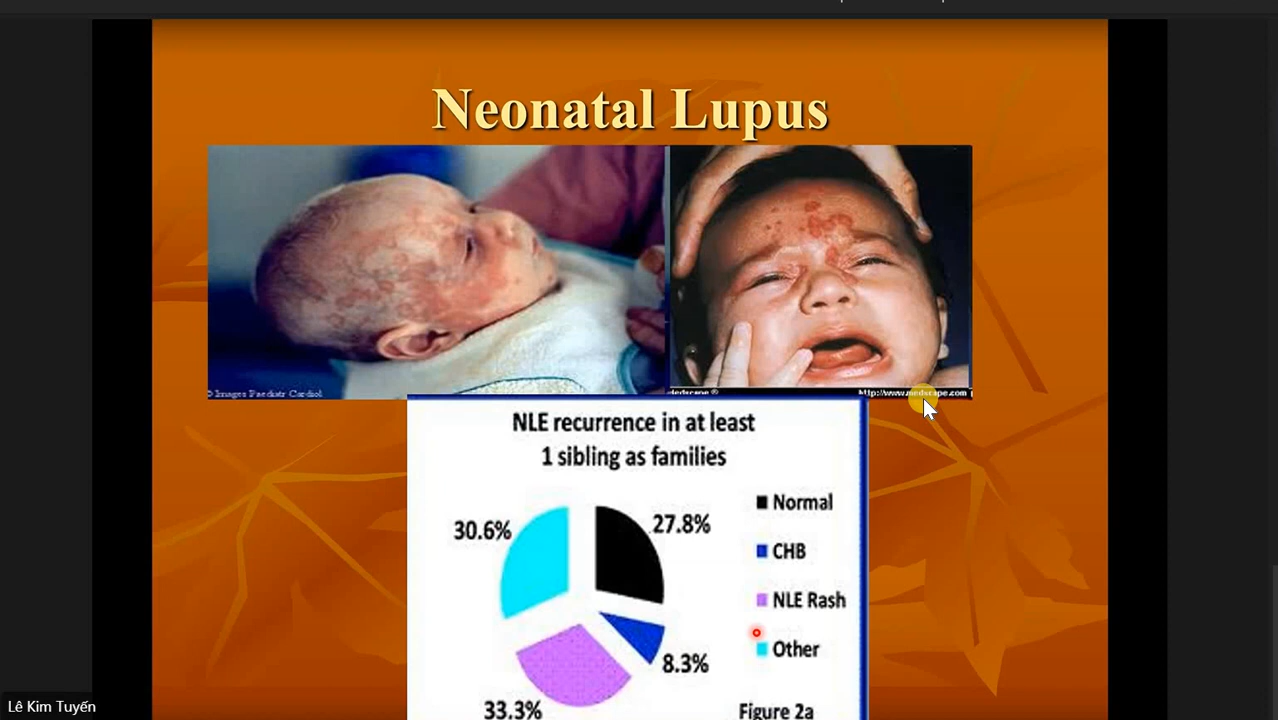 Neonatal Lupus
© Images Paediatr Cardiol
http://www.medscape.com
NLE recurrence in at least
1 sibling as families
30.6%
27.8%
8.3%
33.3%
Normal
CHB
NLE Rash
Other
Figure 2a
Lê Kim Tuyến